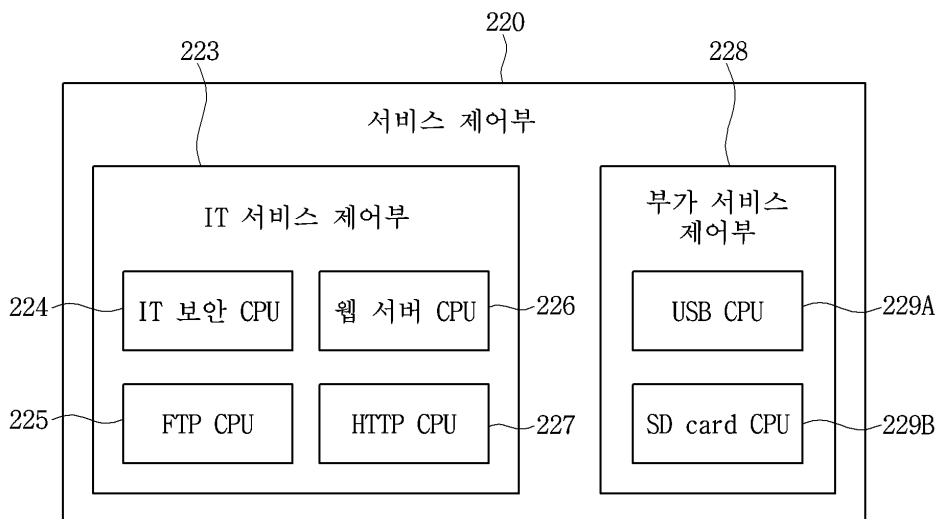 220
223
228
서비스 제어부
IT 서비스 제어부
부가 서비스
제어부
224
IT 보안 CPU
웹 서버 CPU
226
USB CPU
229A
225
FTP CPU
HTTP CPU
227
SD card CPU
229B